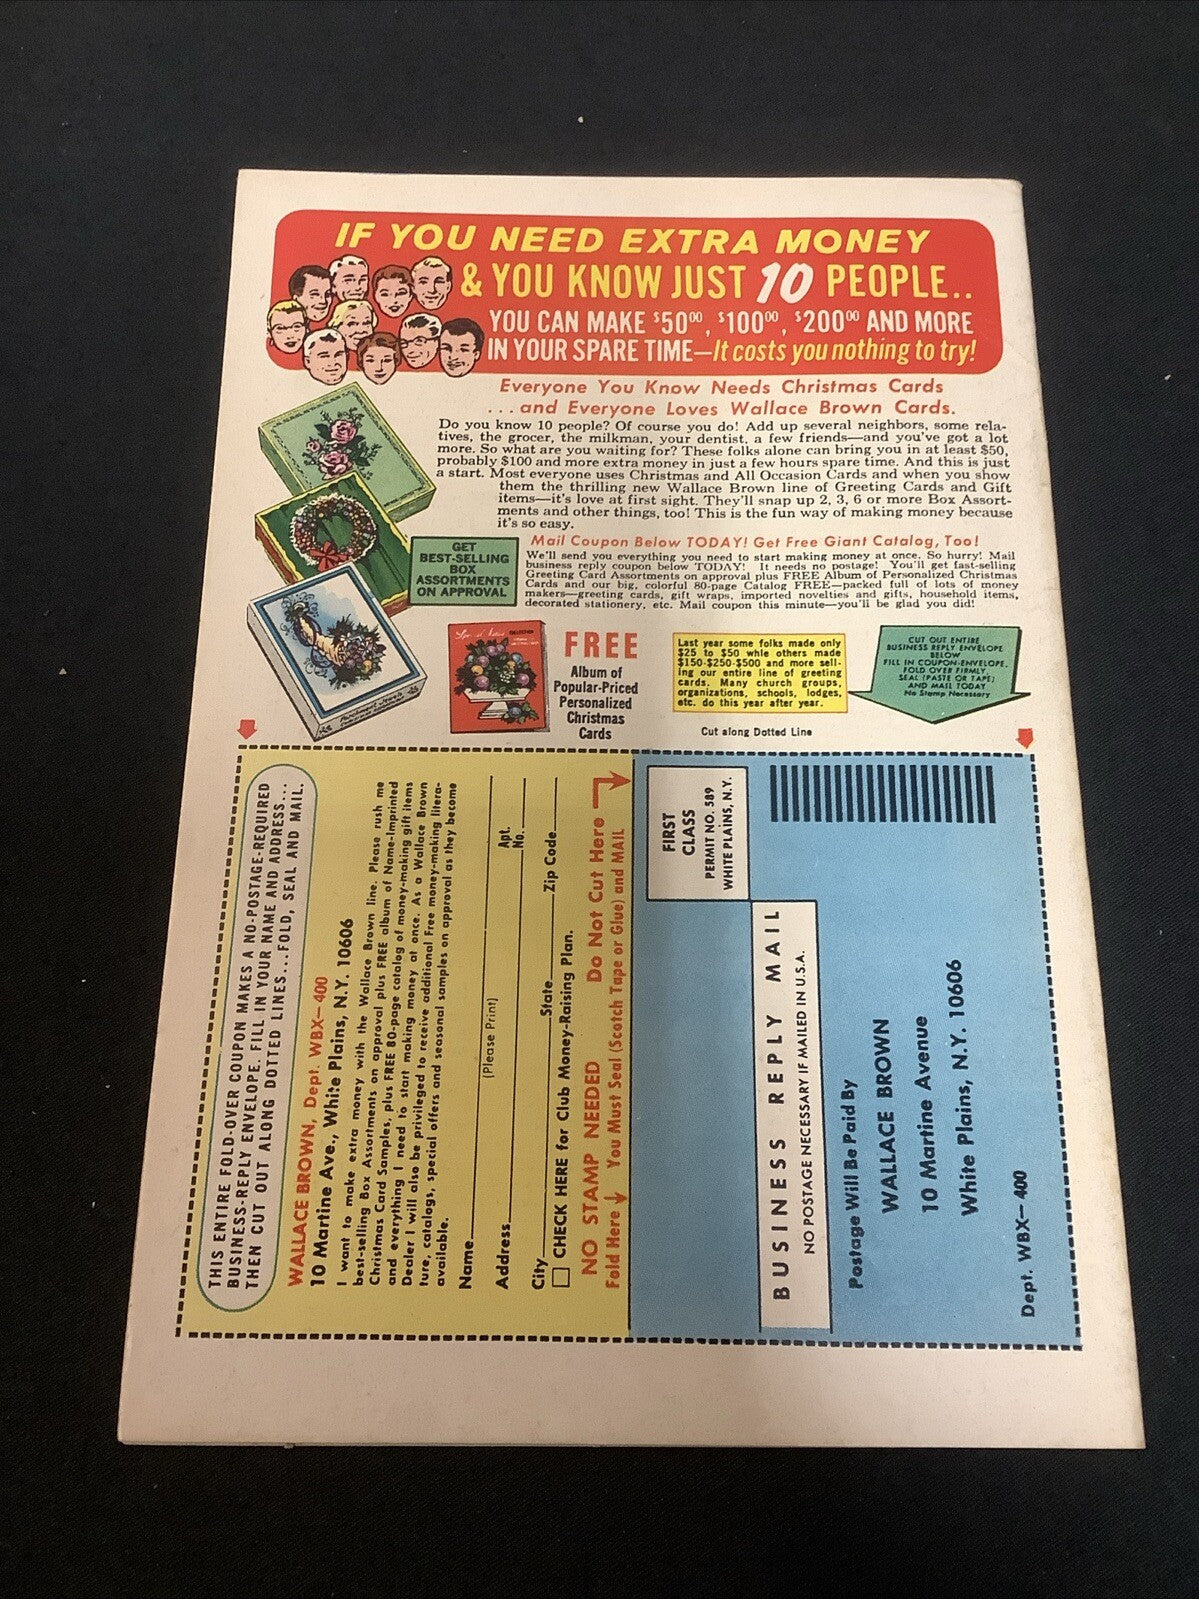 IF YOU NEED EXTRA MONEY
& YOU KNOW JUST 10 PEOPLE..
YOU CAN MAKE $50⁰⁰, $100⁰⁰, $200⁰⁰ AND MORE
IN YOUR SPARE TIME—It costs you nothing to try!
Everyone You Know Needs Christmas Cards
...and Everyone Loves Wallace Brown Cards.
Do you know 10 people? Of course you do! Add up several neighbors, some rela-
tives, the grocer, the milkman, your dentist, a few friends—and you've got a lot
more. So what are you waiting for? These folks alone can bring you in at least $50,
probably $100 and more extra money in just a few hours spare time. And this is just
a start. Most everyone uses Christmas and All Occasion Cards and when you show
them the thrilling new Wallace Brown line of Greeting Cards and Gift
items—it's love at first sight. They'll snap up 2, 3, 6 or more Box Assort-
ments and other things, too! This is the fun way of making money because
it's so easy.
GET
BEST-SELLING
BOX
ASSORTMENTS
ON APPROVAL
Mail Coupon Below TODAY! Get Free Giant Catalog, Too!
We'll send you everything you need to start making money at once. So hurry! Mail
business reply coupon below TODAY! It needs no postage! You'll get fast-selling
Greeting Card Assortments on approval plus FREE Album of Personalized Christmas
Cards and our big, colorful 80-page Catalog FREE—packed full of lots of money
makers—greeting cards, gift wraps, imported novelties and gifts, household items,
decorated stationery, etc. Mail coupon this minute—you'll be glad you did!
COLLECTION
FREE
Album of
Popular-Priced
Personalized
Christmas
Cards
Last year some folks made only
$25 to $50 while others made
$150-$250-$500 and more sell-
ing our entire line of greeting
cards. Many church groups,
organizations, schools, lodges,
etc. do this year after year.
CUT OUT ENTIRE
BUSINESS REPLY ENVELOPE
BELOW
FILL IN COUPON-ENVELOPE,
FOLD OVER FIRMLY,
SEAL (PASTE OR TAPE)
AND MAIL TODAY
No Stamp Necessary
Cut along Dotted Line
THIS ENTIRE FOLD-OVER COUPON MAKES A NO-POSTAGE-REQUIRED
BUSINESS-REPLY ENVELOPE. FILL IN YOUR NAME AND ADDRESS...
THEN CUT OUT ALONG DOTTED LINES...FOLD, SEAL AND MAIL.
WALLACE BROWN, Dept. WBX—400
10 Martine Ave., White Plains, N.Y. 10606
I want to make extra money with the Wallace Brown line. Please rush me
best-selling Box Assortments on approval plus FREE album of Name-Imprinted
Christmas Card Samples, plus FREE 80-page catalog of money-making gift items
and everything I need to start making money at once. As a Wallace Brown
Dealer I will also be privileged to receive additional Free money-making litera-
ture, catalogs, special offers and seasonal samples on approval as they become
available.
Name
(Please Print)
Address Apt. No.
City State Zip Code
CHECK HERE for Club Money-Raising Plan.
NO STAMP NEEDED Do Not Cut Here
Fold Here You Must Seal (Scotch Tape or Glue) and MAIL
FIRST
CLASS
PERMIT NO. 589
WHITE PLAINS, N.Y.
BUSINESS REPLY MAIL
NO POSTAGE NECESSARY IF MAILED IN U.S.A.
Postage Will Be Paid By
WALLACE BROWN
10 Martine Avenue
White Plains, N.Y. 10606
Dept. WBX—400